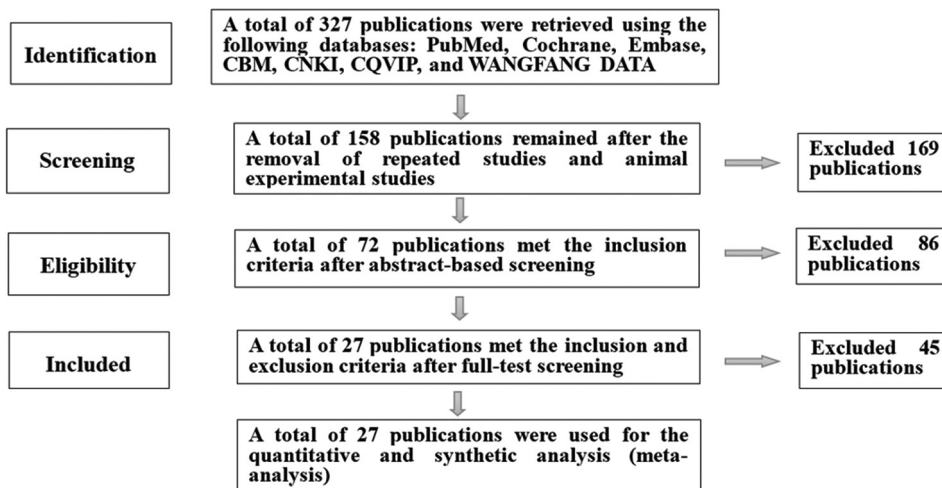 Identification
A total of 327 publications were retrieved using the
following databases: PubMed, Cochrane, Embase,
CBM, CNKI, CQVIP, and WANGFANG DATA
Screening
A total of 158 publications remained after the
removal of repeated studies and animal
experimental studies
Excluded 169
publications
Eligibility
A total of 72 publications met the inclusion
criteria after abstract-based screening
Excluded 86
publications
Included
A total of 27 publications met the inclusion and
exclusion criteria after full-test screening
Excluded 45
publications
A total of 27 publications were used for the
quantitative and synthetic analysis (meta-
analysis)